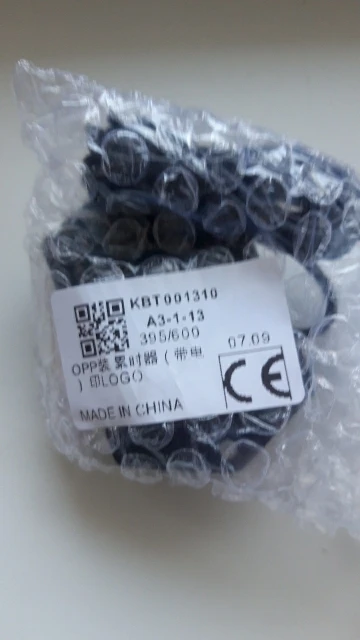 KBT001310
A3-1-13
395/600
07.09
OPP装 累时器（带电
）印LOGO
CE
MADE IN CHINA